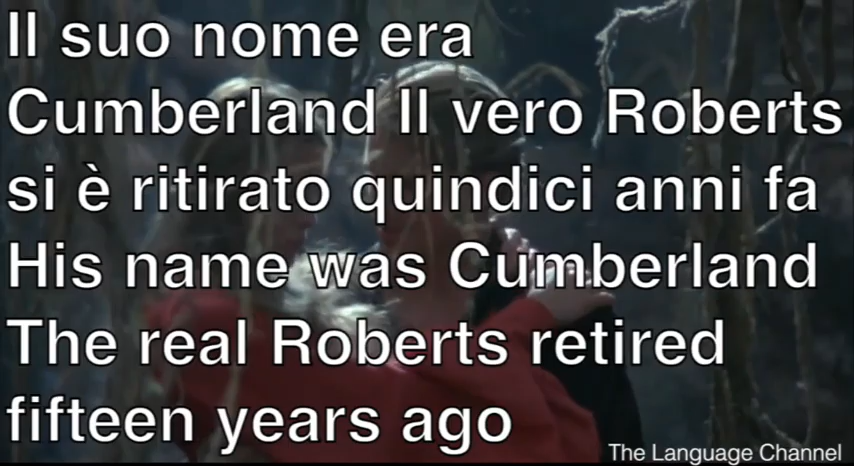 Il suo nome era
Cumberland Il vero Roberts
si è ritirato quindici anni fa
His name was Cumberland
The real Roberts retired
fifteen years ago
The Language Channel